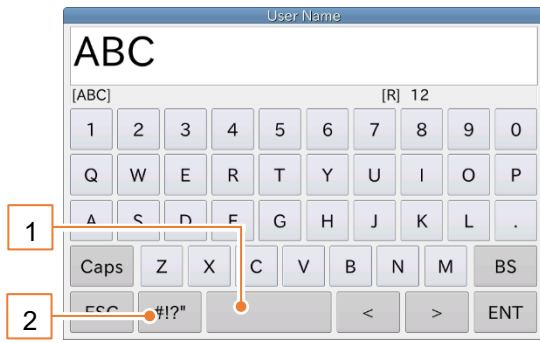 User Name
ABC
[ABC] [R] 12
1 2 3 4 5 6 7 8 9 0
Q W E R T Y U I O P
A S D F G H J K L .
1
Caps Z X C V B N M BS
ESC #!?" < > ENT
2